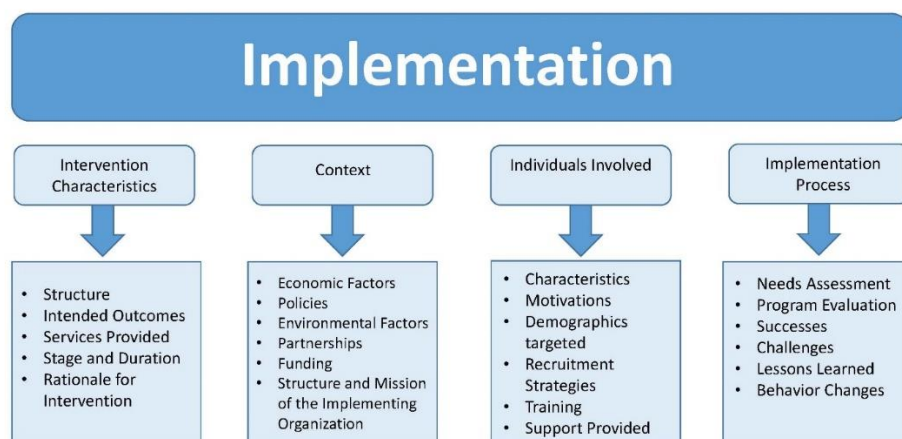 Implementation
Intervention
Characteristics
Context
Individuals Involved
Implementation
Process
• Structure
• Intended Outcomes
• Services Provided
• Stage and Duration
• Rationale for
Intervention
• Economic Factors
• Policies
• Environmental Factors
• Partnerships
• Funding
• Structure and Mission
of the Implementing
Organization
• Characteristics
• Motivations
• Demographics
targeted
• Recruitment
Strategies
• Training
• Support Provided
• Needs Assessment
• Program Evaluation
• Successes
• Challenges
• Lessons Learned
• Behavior Changes